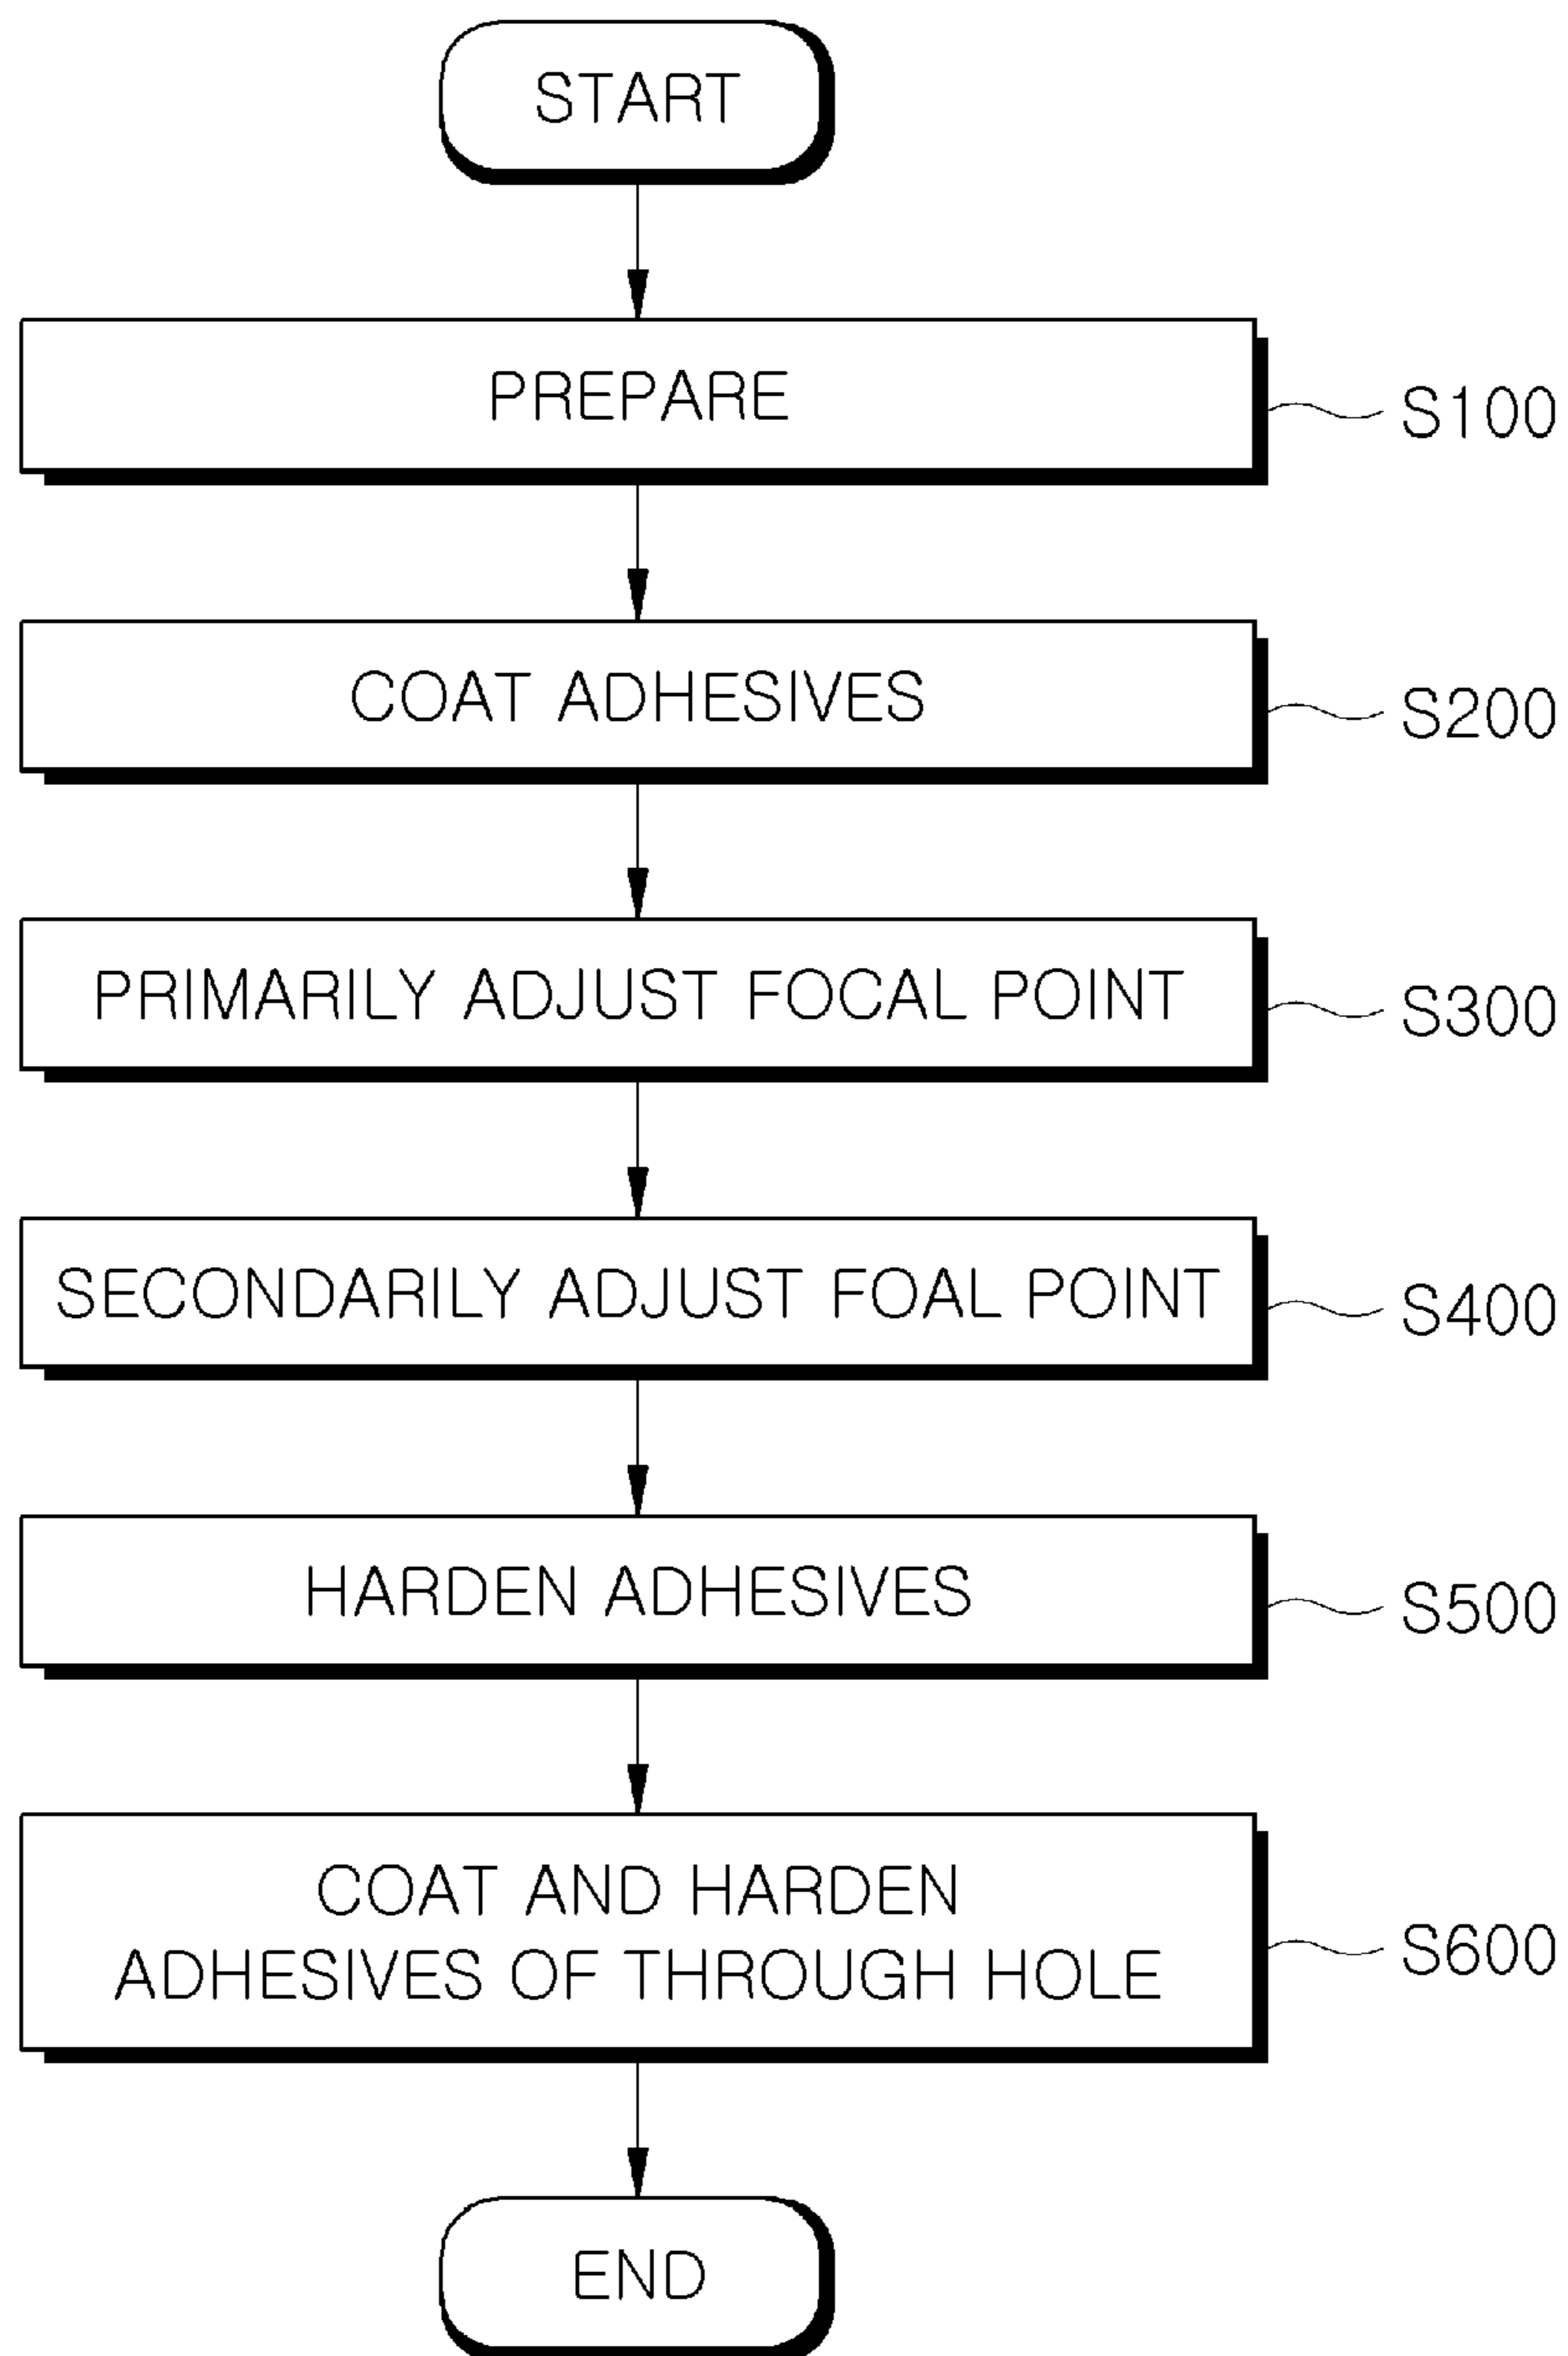 START
PREPARE
S100
COAT ADHESIVES
S200
PRIMARILY ADJUST FOCAL POINT
S300
SECONDARILY ADJUST FOAL POINT
S400
HARDEN ADHESIVES
S500
COAT AND HARDEN
ADHESIVES OF THROUGH HOLE
S600
END